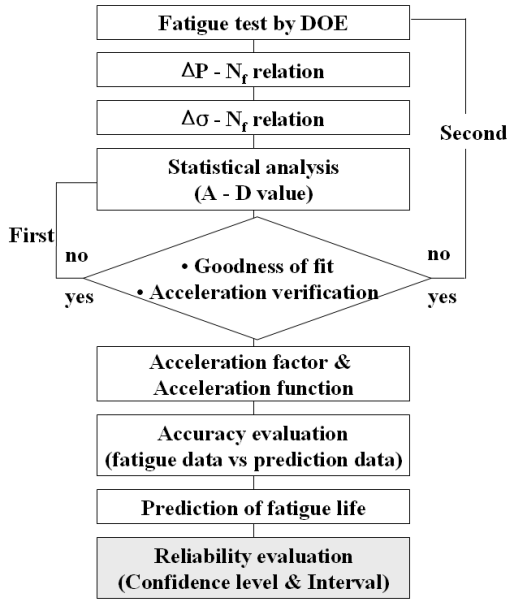 Fatigue test by DOE
ΔP - Nf relation
Δσ - Nf relation
Second
Statistical analysis
(A - D value)
First
no
yes
• Goodness of fit
• Acceleration verification
no
yes
Acceleration factor &
Acceleration function
Accuracy evaluation
(fatigue data vs prediction data)
Prediction of fatigue life
Reliability evaluation
(Confidence level & Interval)